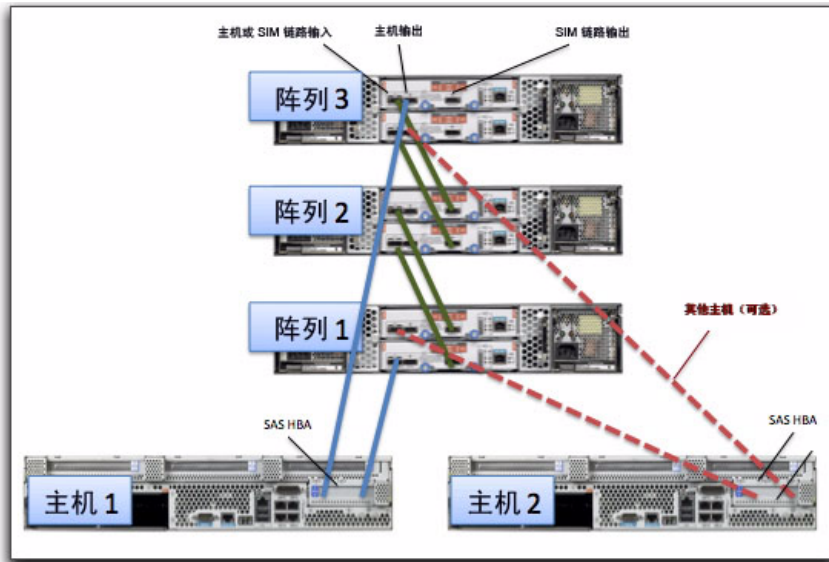 主机或 SIM 链路输入
主机输出
SIM 链路输出
阵列 3
阵列 2
阵列 1
其他主机（可选）
SAS HBA
SAS HBA
主机 1
主机 2